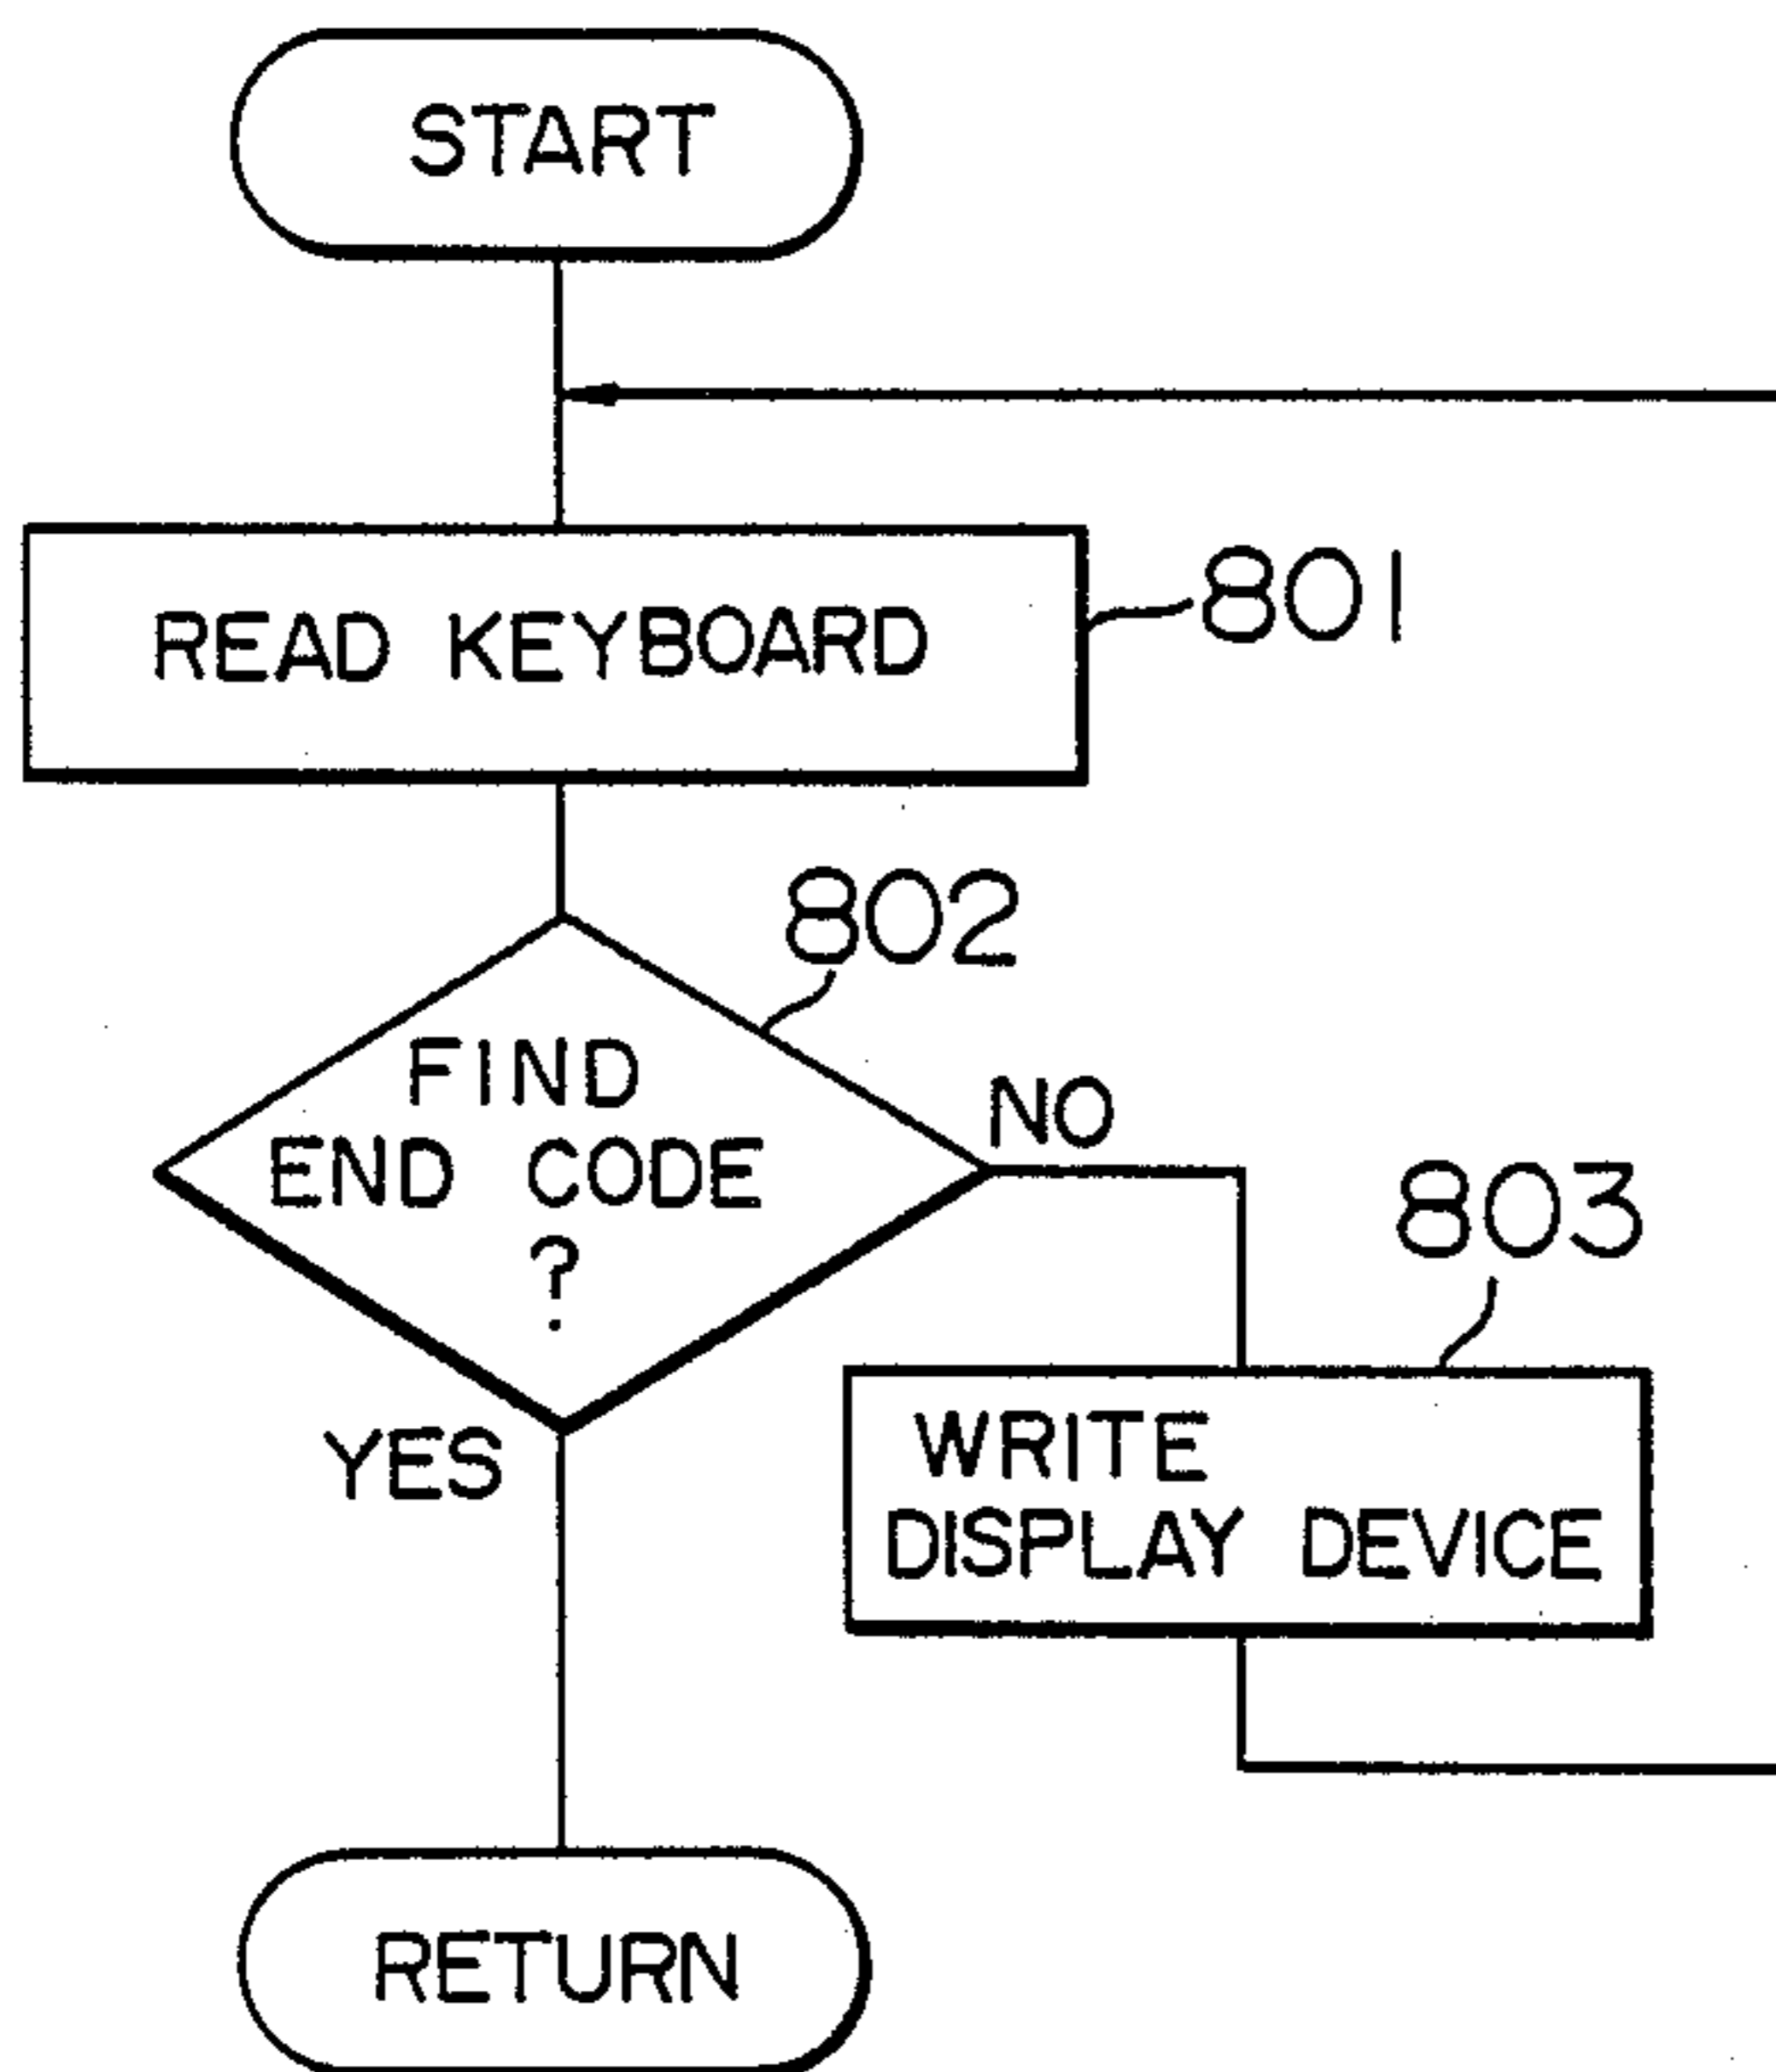 START
READ KEYBOARD
801
802
FIND
END CODE
?
NO
803
YES
WRITE
DISPLAY DEVICE
RETURN